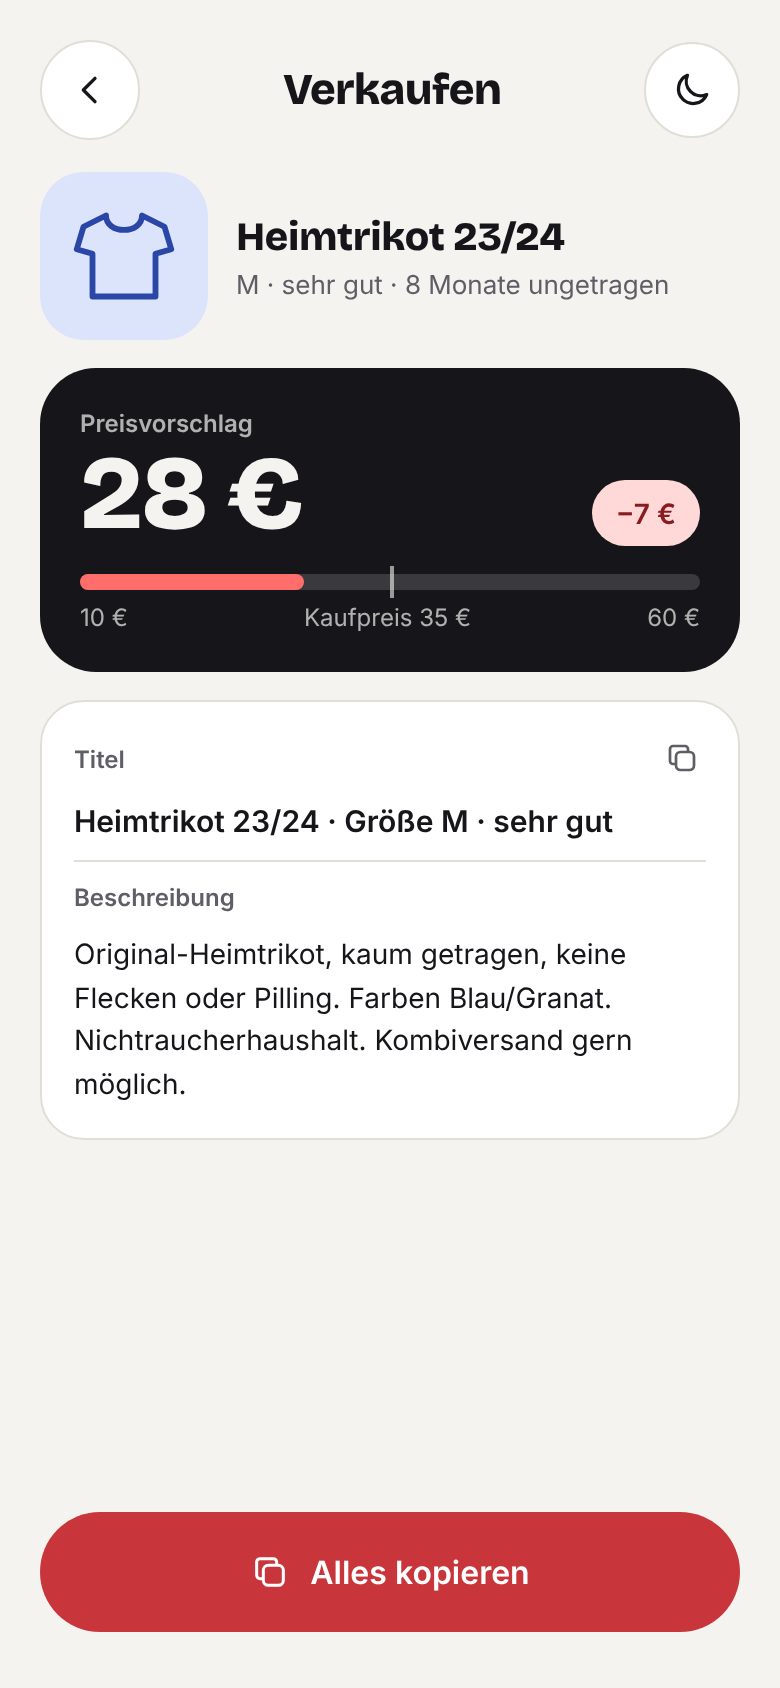 Verkaufen
Heimtrikot 23/24
M · sehr gut · 8 Monate ungetragen
Preisvorschlag
28 €
−7 €
10 €
Kaufpreis 35 €
60 €
Titel
Heimtrikot 23/24 · Größe M · sehr gut
Beschreibung
Original-Heimtrikot, kaum getragen, keine
Flecken oder Pilling. Farben Blau/Granat.
Nichtraucherhaushalt. Kombiversand gern
möglich.
Alles kopieren